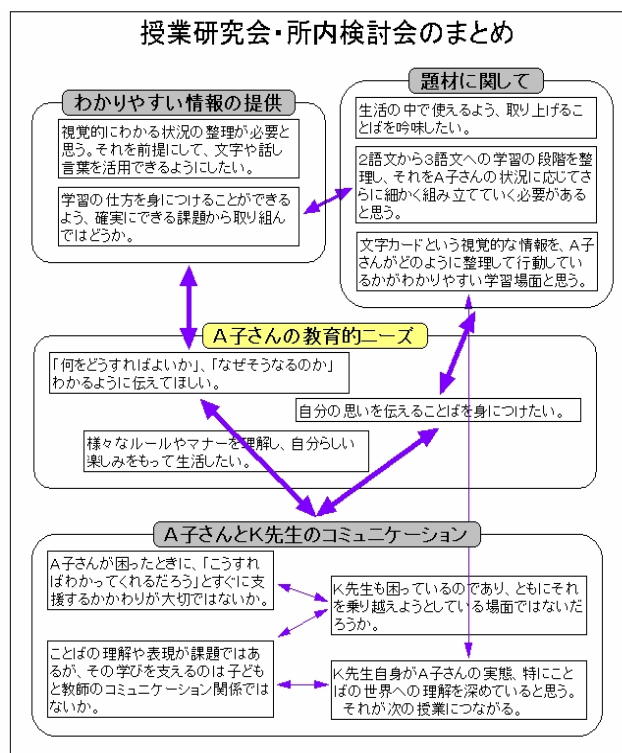 授業研究会・所内検討会のまとめ
わかりやすい情報の提供
視覚的にわかる状況の整理が必要と
思う。それを前提にして、文字や話し
言葉を活用できるようにしたい。
学習の仕方を身につけることができる
よう、確実にできる課題から取り組ん
ではどうか。
題材に関して
生活の中で使えるよう、取り上げるこ
とばを吟味したい。
2語文から3語文への学習の段階を整
理し、それをA子さんの状況に応じてさ
らに細かく組み立てていく必要がある
と思う。
文字カードという視覚的な情報を、A子
さんがどのように整理して行動してい
るかがわかりやすい学習場面と思う。
A子さんの教育的ニーズ
「何をどうすればよいか」、「なぜそうなるのか」
わかるように伝えてほしい。
自分の思いを伝えることばを身につけたい。
様々なルールやマナーを理解し、自分らしい
楽しみをもって生活したい。
A子さんとK先生のコミュニケーション
A子さんが困ったときに、「こうすれ
ばわかってくれるだろう」とすぐに支
援するかかわりが大切ではないか。
K先生も困っているのであり、ともにそれ
を乗り越えようとしている場面ではないだ
ろうか。
ことばの理解や表現が課題ではあ
るが、その学びを支えるのは子ども
と教師のコミュニケーション関係では
ないか。
K先生自身がA子さんの実態、特にこと
ばの世界への理解を深めていると思う。
それが次の授業につながる。